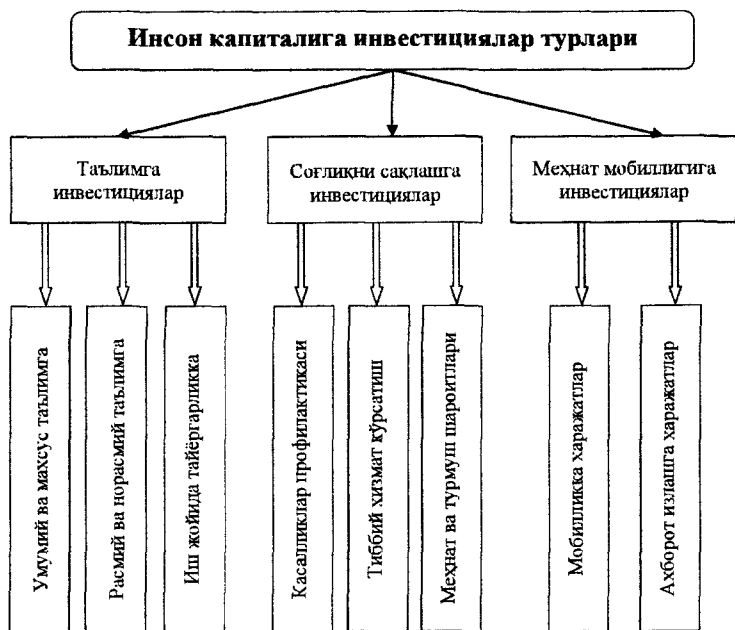 Инсон капиталига инвестициялар турлари
Таълимга
инвестициялар
Соғлиқни сақлашга
инвестициялар
Меҳнат мобиллигига
инвестициялар
Умумий ва махсус таълимга
Расмий ва норасмий таълимга
Иш жойида тайёргарликка
Касалликлар профилактикаси
Тиббий хизмат кўрсатиш
Меҳнат ва турмуш шароитлари
Мобилликка харажатлар
Ахборот излашга харажатлар